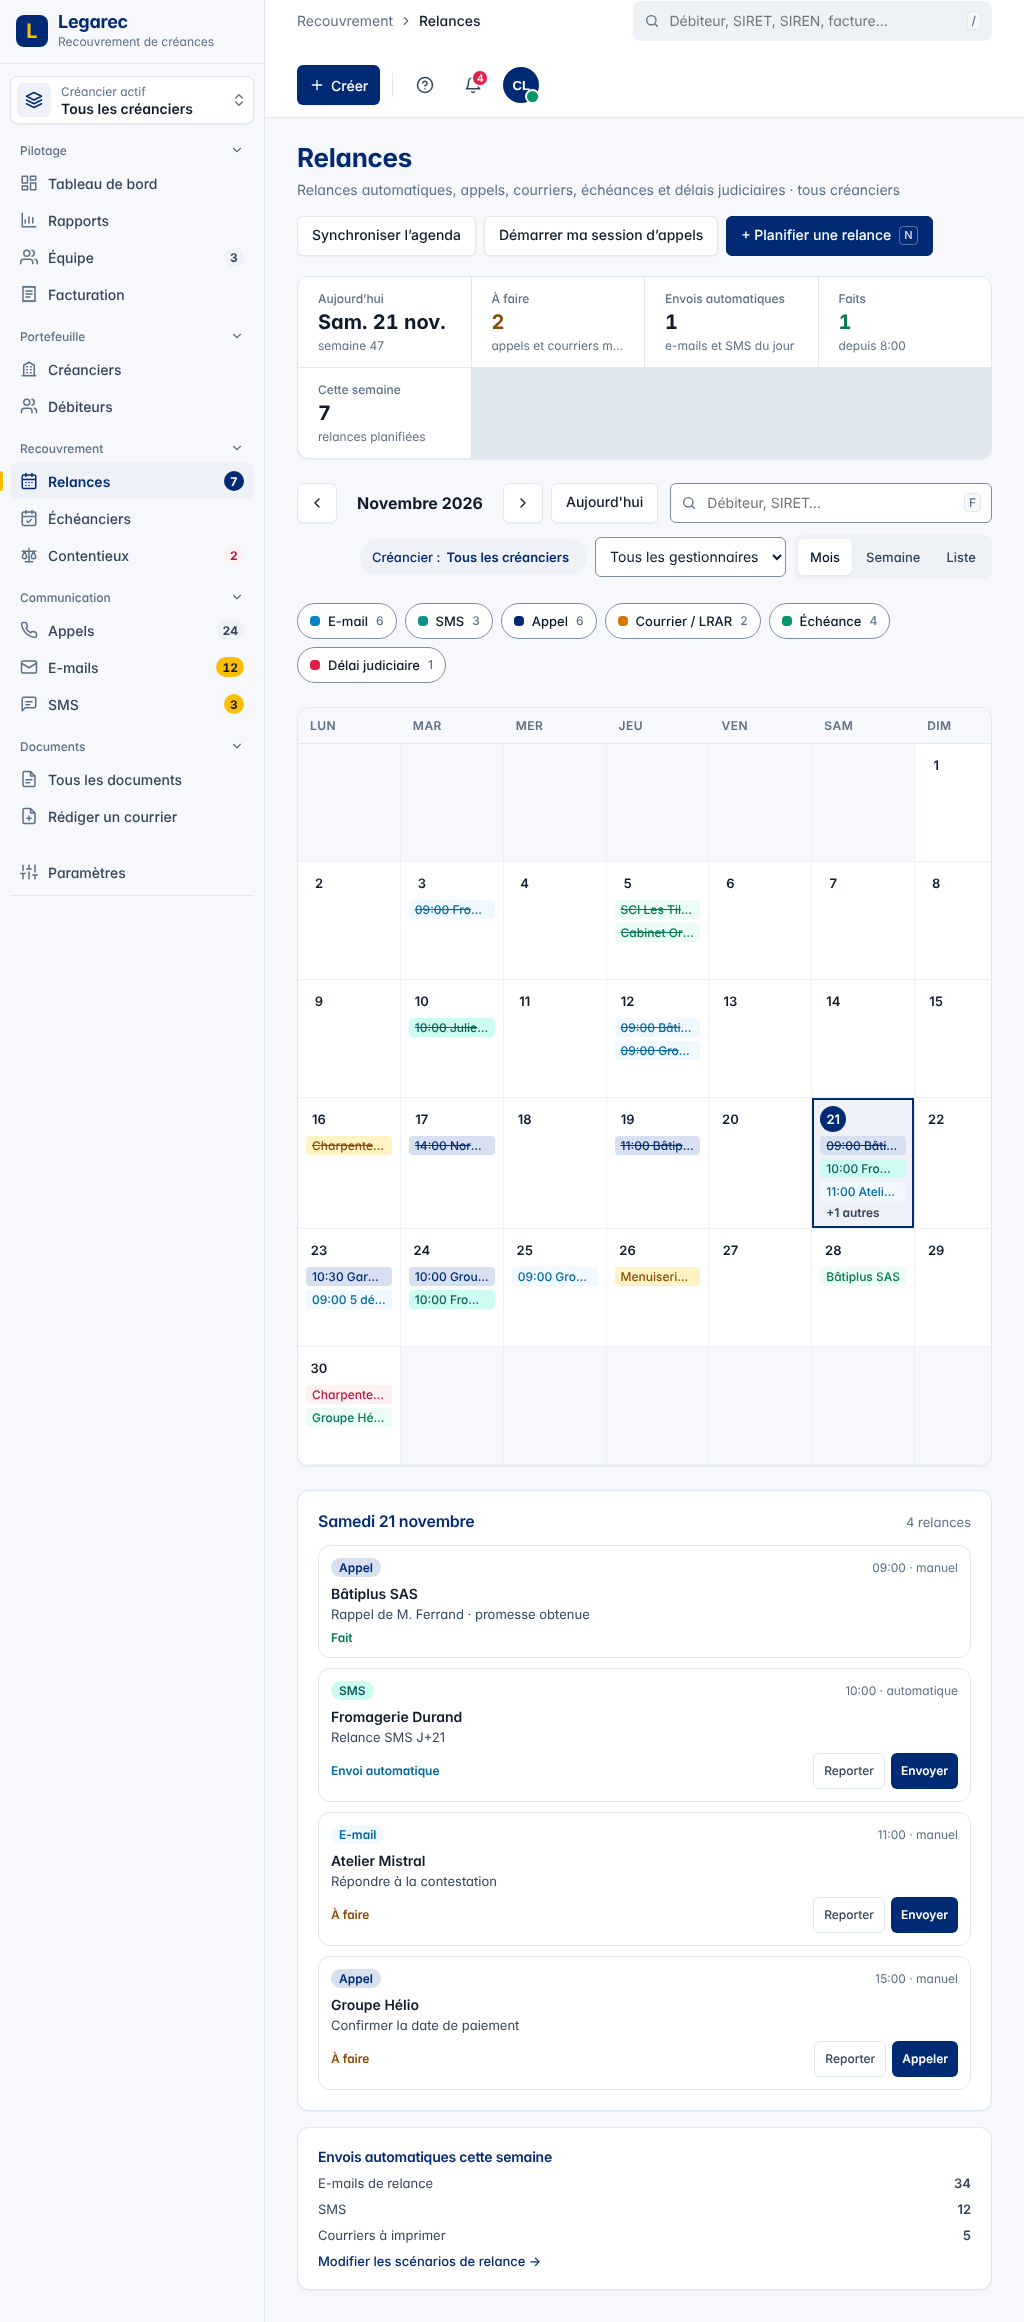 L
Legarec
Recouvrement de créances
Créancier actif
Tous les créanciers
Pilotage
Tableau de bord
Rapports
Équipe 3
Facturation
Portefeuille
Créanciers
Débiteurs
Recouvrement
Relances 7
Échéanciers
Contentieux 2
Communication
Appels 24
E-mails 12
SMS 3
Documents
Tous les documents
Rédiger un courrier
Paramètres
Recouvrement > Relances
Débiteur, SIRET, SIREN, facture... /
+ Créer
4
CL
Relances
Relances automatiques, appels, courriers, échéances et délais judiciaires · tous créanciers
Synchroniser l’agenda
Démarrer ma session d’appels
+ Planifier une relance N
Aujourd’hui
Sam. 21 nov.
semaine 47
À faire
2
appels et courriers m...
Envois automatiques
1
e-mails et SMS du jour
Faits
1
depuis 8:00
Cette semaine
7
relances planifiées
Novembre 2026
Aujourd'hui
Débiteur, SIRET... F
Créancier : Tous les créanciers
Tous les gestionnaires
Mois Semaine Liste
E-mail 6
SMS 3
Appel 6
Courrier / LRAR 2
Échéance 4
Délai judiciaire 1
LUN MAR MER JEU VEN SAM DIM
1
2 3 4 5 6 7 8
09:00 Fro... SCI Les Til...
Cabinet Or...
9 10 11 12 13 14 15
10:00 Julie... 09:00 Bâti...
09:00 Gro...
16 17 18 19 20 21 22
Charpente... 14:00 Nor... 11:00 Bâtip... 09:00 Bâti...
10:00 Fro...
11:00 Ateli...
+1 autres
23 24 25 26 27 28 29
10:30 Gar... 10:00 Grou... 09:00 Gro... Menuiseri... Bâtiplus SAS
09:00 5 dé... 10:00 Fro...
30
Charpente...
Groupe Hé...
Samedi 21 novembre 4 relances
Appel 09:00 · manuel
Bâtiplus SAS
Rappel de M. Ferrand · promesse obtenue
Fait
SMS 10:00 · automatique
Fromagerie Durand
Relance SMS J+21
Envoi automatique Reporter Envoyer
E-mail 11:00 · manuel
Atelier Mistral
Répondre à la contestation
À faire Reporter Envoyer
Appel 15:00 · manuel
Groupe Hélio
Confirmer la date de paiement
À faire Reporter Appeler
Envois automatiques cette semaine
E-mails de relance 34
SMS 12
Courriers à imprimer 5
Modifier les scénarios de relance →